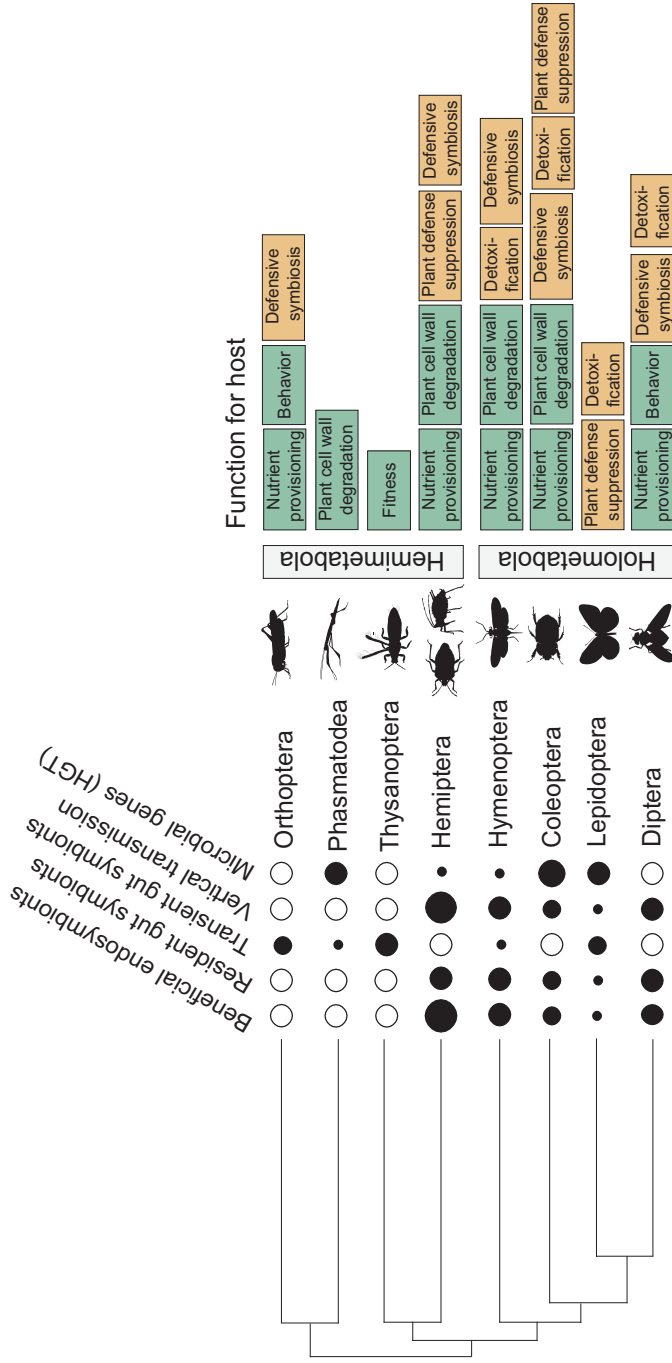 Beneficial endosymbionts
Resident gut symbionts
Transient gut symbionts
Vertical transmission
Microbial genes (HGT)
Function for host
Orthoptera
Phasmatodea
Thysanoptera
Hemiptera
Hymenoptera
Coleoptera
Lepidoptera
Diptera
Hemimetabola
Holometabola
Nutrient
provisioning
Behavior
Defensive
symbiosis
Plant cell wall
degradation
Fitness
Nutrient
provisioning
Plant cell wall
degradation
Plant defense
suppression
Defensive
symbiosis
Nutrient
provisioning
Plant cell wall
degradation
Detoxi-
fication
Defensive
symbiosis
Nutrient
provisioning
Plant cell wall
degradation
Defensive
symbiosis
Detoxi-
fication
Plant defense
suppression
Plant defense
suppression
Detoxi-
fication
Nutrient
provisioning
Behavior
Defensive
symbiosis
Detoxi-
fication